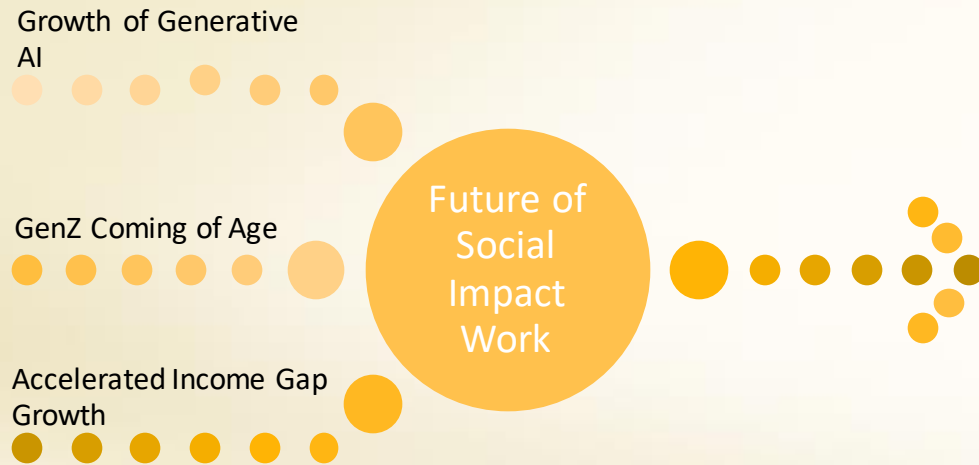 Growth of Generative
AI
GenZ Coming of Age
Accelerated Income Gap
Growth
Future of
Social
Impact
Work